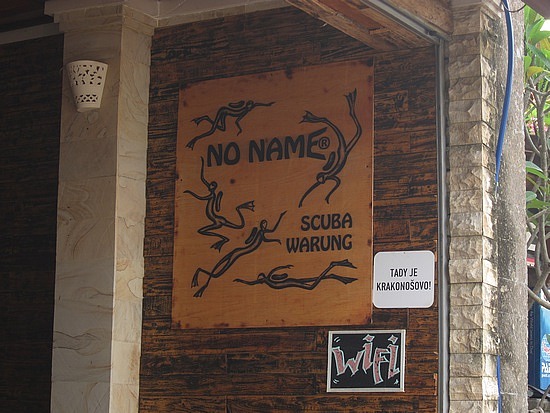 NO NAME®
SCUBA
WARUNG
TADY JE
KRAKONOŠOVO!
WiFi